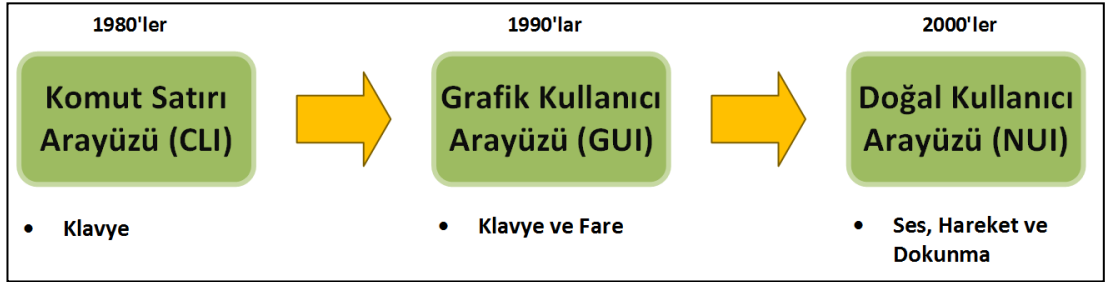 1980'ler
1990'lar
2000'ler
Komut Satırı
Arayüzü (CLI)
Grafik Kullanıcı
Arayüzü (GUI)
Doğal Kullanıcı
Arayüzü (NUI)
• Klavye
• Klavye ve Fare
• Ses, Hareket ve
Dokunma